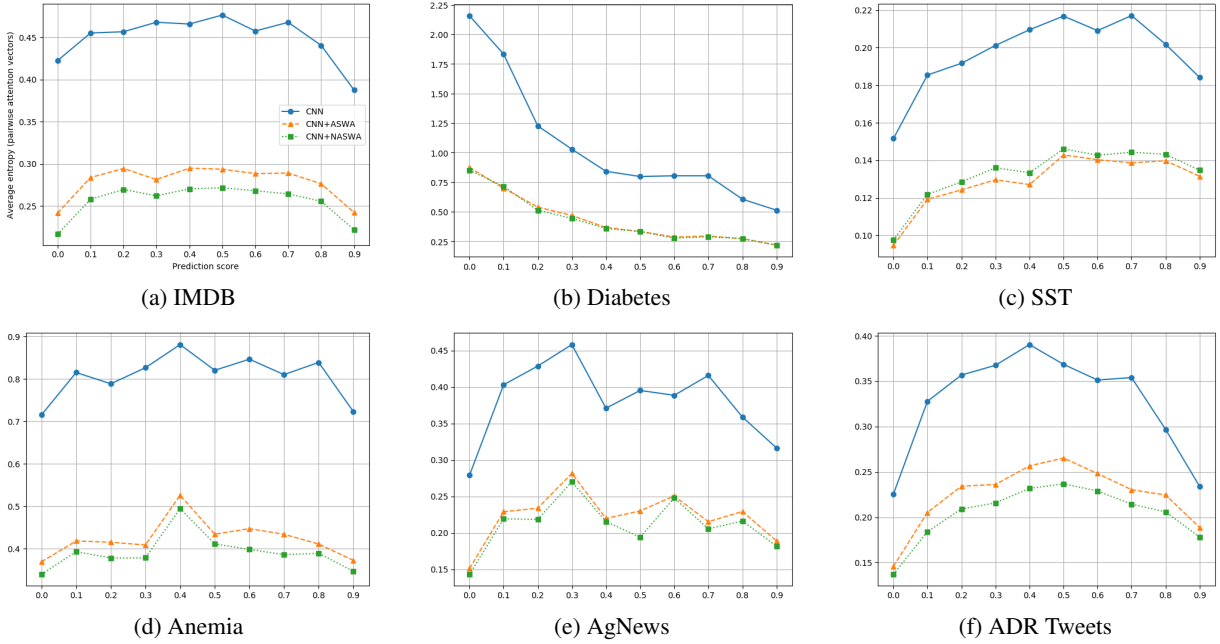 Average entropy (pairwise attention vectors)
0.45
0.40
0.35
0.30
0.25
CNN
CNN+ASWA
CNN+NASWA
0.0 0.1 0.2 0.3 0.4 0.5 0.6 0.7 0.8 0.9
Prediction score
(a) IMDB
2.25
2.00
1.75
1.50
1.25
1.00
0.75
0.50
0.25
0.0 0.1 0.2 0.3 0.4 0.5 0.6 0.7 0.8 0.9
(b) Diabetes
0.22
0.20
0.18
0.16
0.14
0.12
0.10
0.0 0.1 0.2 0.3 0.4 0.5 0.6 0.7 0.8 0.9
(c) SST
0.9
0.8
0.7
0.6
0.5
0.4
0.0 0.1 0.2 0.3 0.4 0.5 0.6 0.7 0.8 0.9
(d) Anemia
0.45
0.40
0.35
0.30
0.25
0.20
0.15
0.0 0.1 0.2 0.3 0.4 0.5 0.6 0.7 0.8 0.9
(e) AgNews
0.40
0.35
0.30
0.25
0.20
0.15
0.0 0.1 0.2 0.3 0.4 0.5 0.6 0.7 0.8 0.9
(f) ADR Tweets